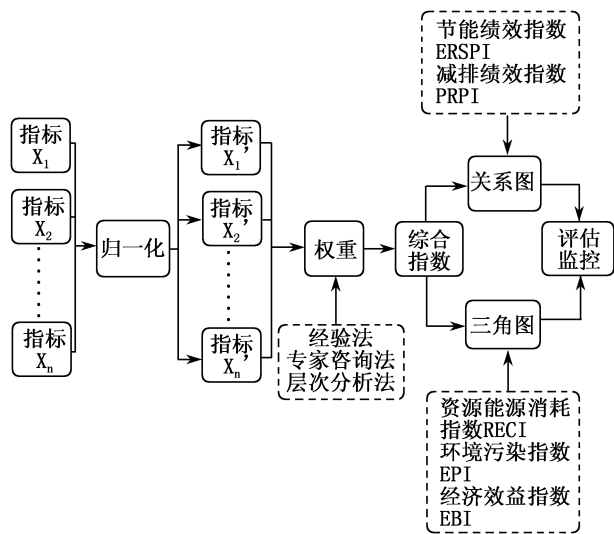 节能绩效指数
ERSPI
减排绩效指数
PRPI
指标
X1
指标
X2
指标
Xn
归一化
指标
X1'
指标
X2'
指标
Xn'
权重
经验法
专家咨询法
层次分析法
综合
指数
关系图
三角图
评估
监控
资源能源消耗
指数RECI
环境污染指数
EPI
经济效益指数
EBI